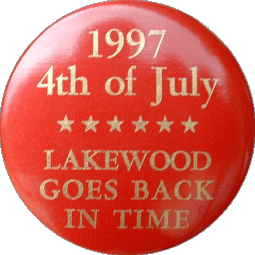 1997
4th of July
★★★★★★
LAKEWOOD
GOES BACK
IN TIME